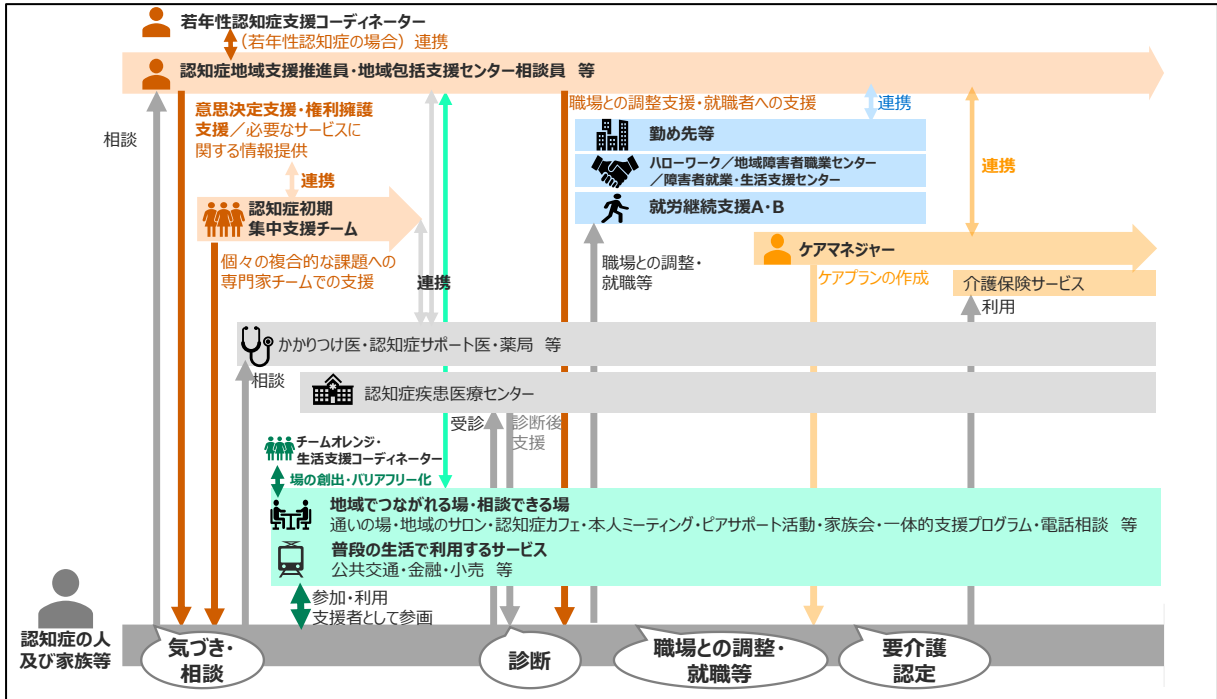 若年性認知症支援コーディネーター
（若年性認知症の場合）連携
認知症地域支援推進員・地域包括支援センター相談員　等
相談
意思決定支援・権利擁護
支援／必要なサービスに
関する情報提供
連携
認知症初期
集中支援チーム
個々の複合的な課題への
専門家チームでの支援
連携
職場との調整支援・就職者への支援
連携
勤め先等
ハローワーク／地域障害者職業センター
／障害者就業・生活支援センター
就労継続支援A・B
職場との調整・
就職等
連携
ケアマネジャー
ケアプランの作成
介護保険サービス
利用
かかりつけ医・認知症サポート医・薬局　等
相談
認知症疾患医療センター
受診
診断後
支援
チームオレンジ・
生活支援コーディネーター
場の創出・バリアフリー化
地域でつながれる場・相談できる場
通いの場・地域のサロン・認知症カフェ・本人ミーティング・ピアサポート活動・家族会・一体的支援プログラム・電話相談　等
普段の生活で利用するサービス
公共交通・金融・小売　等
参加・利用
支援者として参画
認知症の人
及び家族等
気づき・
相談
診断
職場との調整・
就職等
要介護
認定